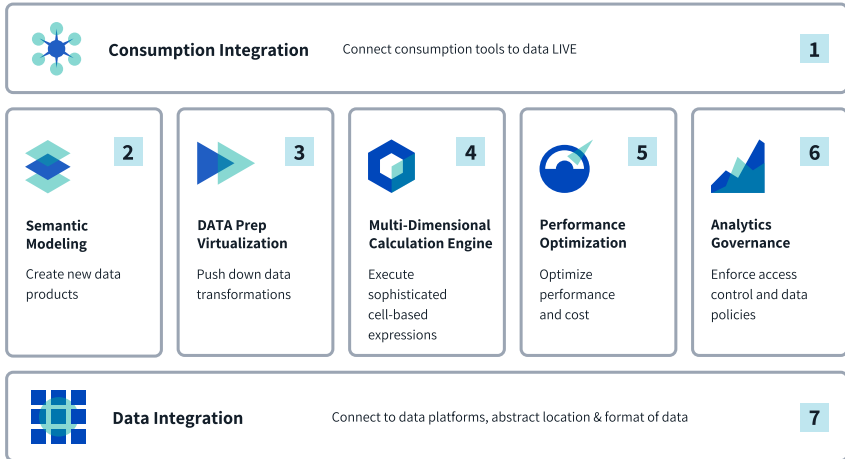 Consumption Integration
Connect consumption tools to data LIVE
1
2
Semantic
Modeling
Create new data
products
3
DATA Prep
Virtualization
Push down data
transformations
4
Multi-Dimensional
Calculation Engine
Execute
sophisticated
cell-based
expressions
5
Performance
Optimization
Optimize
performance
and cost
6
Analytics
Governance
Enforce access
control and data
policies
Data Integration
Connect to data platforms, abstract location & format of data
7